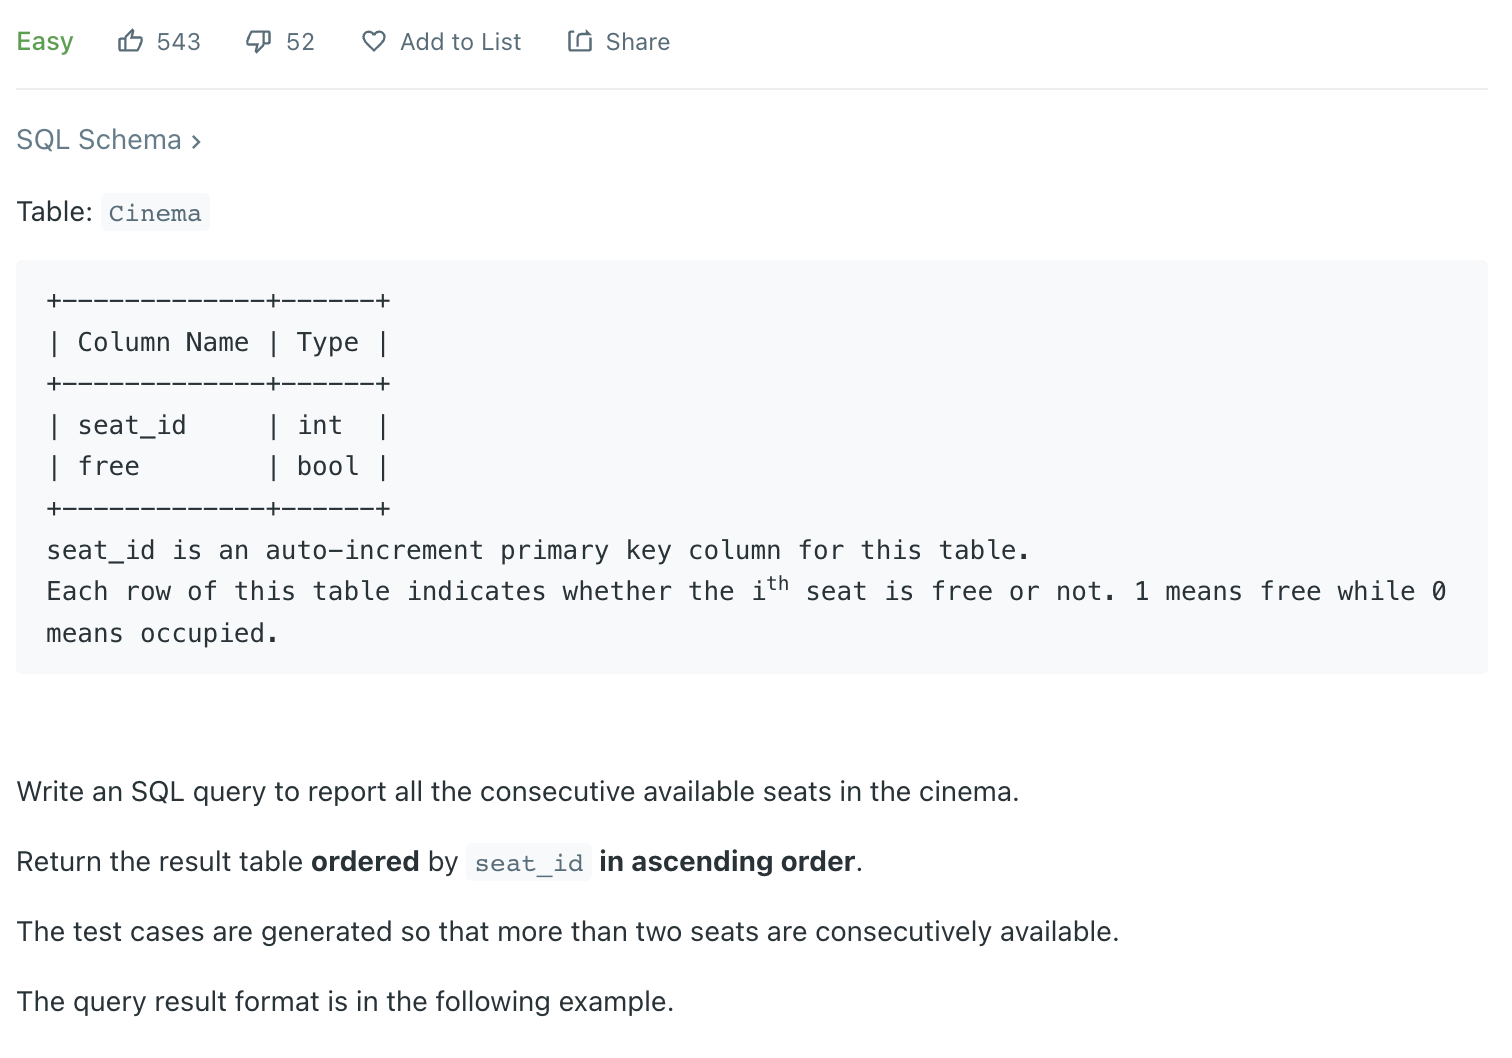 Easy 543 52 Add to List Share
SQL Schema ›
Table: Cinema
+-------------+------+
| Column Name | Type |
+-------------+------+
| seat_id     | int  |
| free        | bool |
+-------------+------+
seat_id is an auto-increment primary key column for this table.
Each row of this table indicates whether the ith seat is free or not. 1 means free while 0
means occupied.
Write an SQL query to report all the consecutive available seats in the cinema.
Return the result table ordered by seat_id in ascending order.
The test cases are generated so that more than two seats are consecutively available.
The query result format is in the following example.